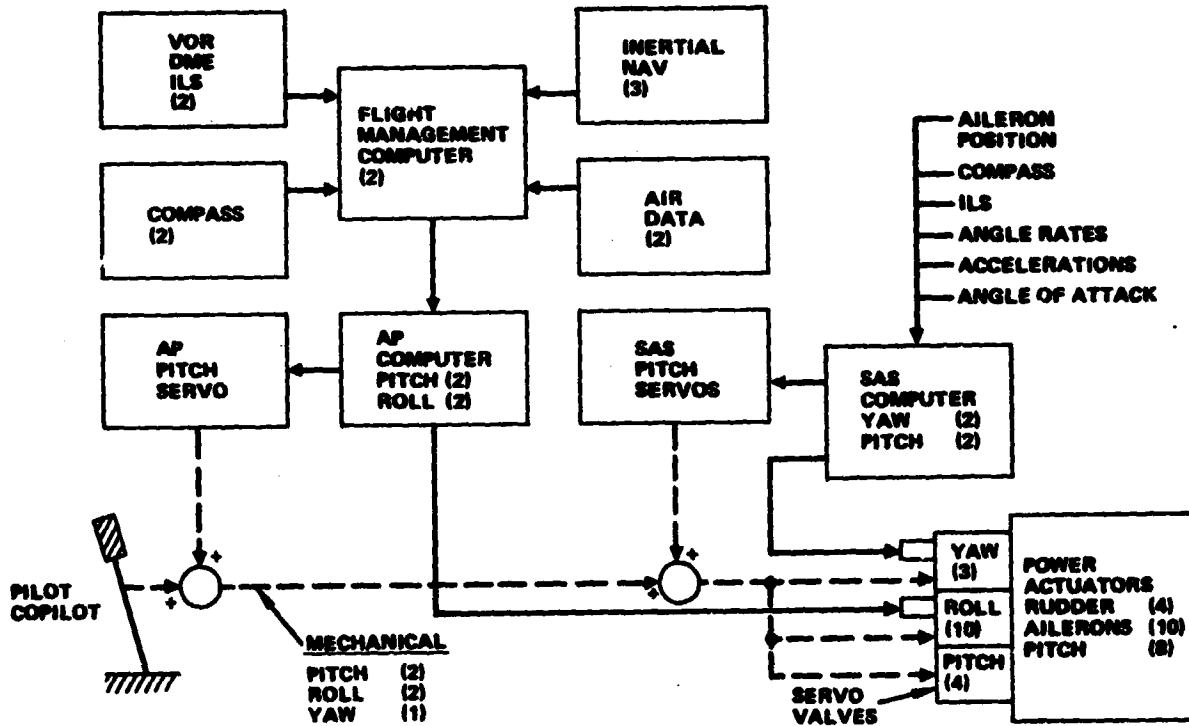 VOR
DME
ILS
(2)
INERTIAL
NAV
(3)
FLIGHT
MANAGEMENT
COMPUTER
(2)
COMPASS
(2)
AIR
DATA
(2)
AILERON
POSITION
COMPASS
ILS
ANGLE RATES
ACCELERATIONS
ANGLE OF ATTACK
AP
PITCH
SERVO
AP
COMPUTER
PITCH (2)
ROLL (2)
SAS
PITCH
SERVOS
SAS
COMPUTER
YAW (2)
PITCH (2)
PILOT
COPILOT
+
+
+
+
MECHANICAL
PITCH (2)
ROLL (2)
YAW (1)
YAW
(3)
ROLL
(10)
PITCH
(4)
POWER
ACTUATORS
RUDDER (4)
AILERONS (10)
PITCH (8)
SERVO
VALVES